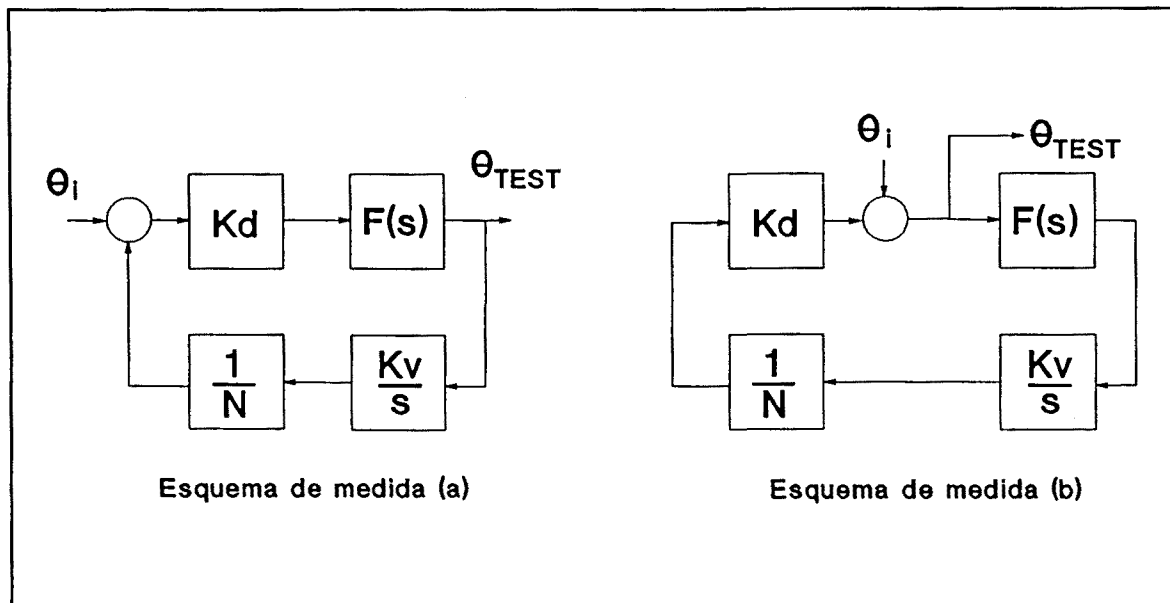 θi
Kd
F(s)
θTEST
1
N
Kv
s
Esquema de medida (a)
θi
θTEST
Kd
F(s)
1
N
Kv
s
Esquema de medida (b)